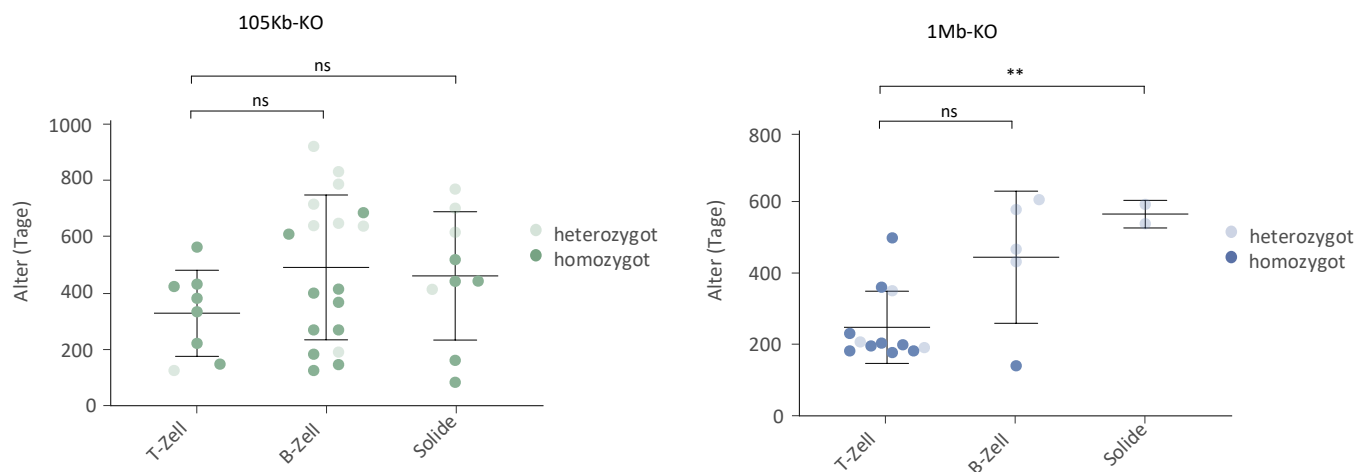 105Kb-KO
ns
ns
Alter (Tage)
1000
800
600
400
200
0
T-Zell
B-Zell
Solide
heterozygot
homozygot
1Mb-KO
**
ns
Alter (Tage)
800
600
400
200
0
T-Zell
B-Zell
Solide
heterozygot
homozygot